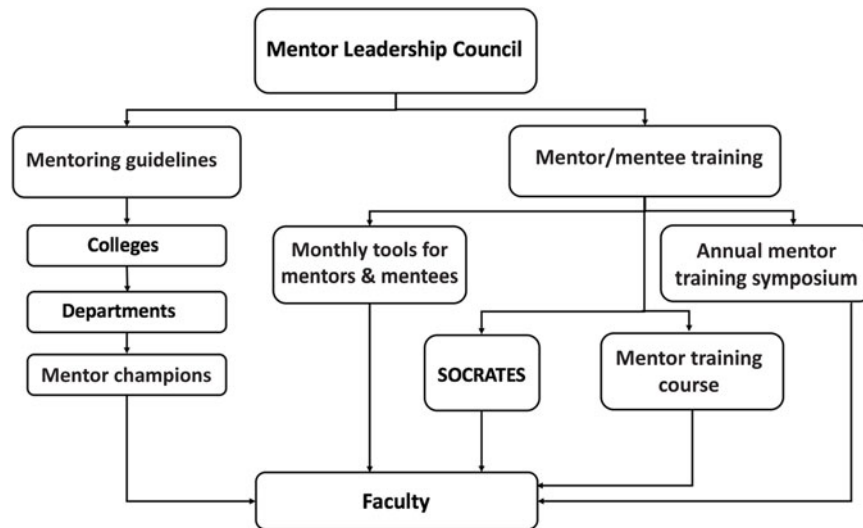 Mentor Leadership Council
Mentoring guidelines
Mentor/mentee training
Colleges
Monthly tools for
mentors & mentees
Annual mentor
training symposium
Departments
Mentor champions
SOCRATES
Mentor training
course
Faculty